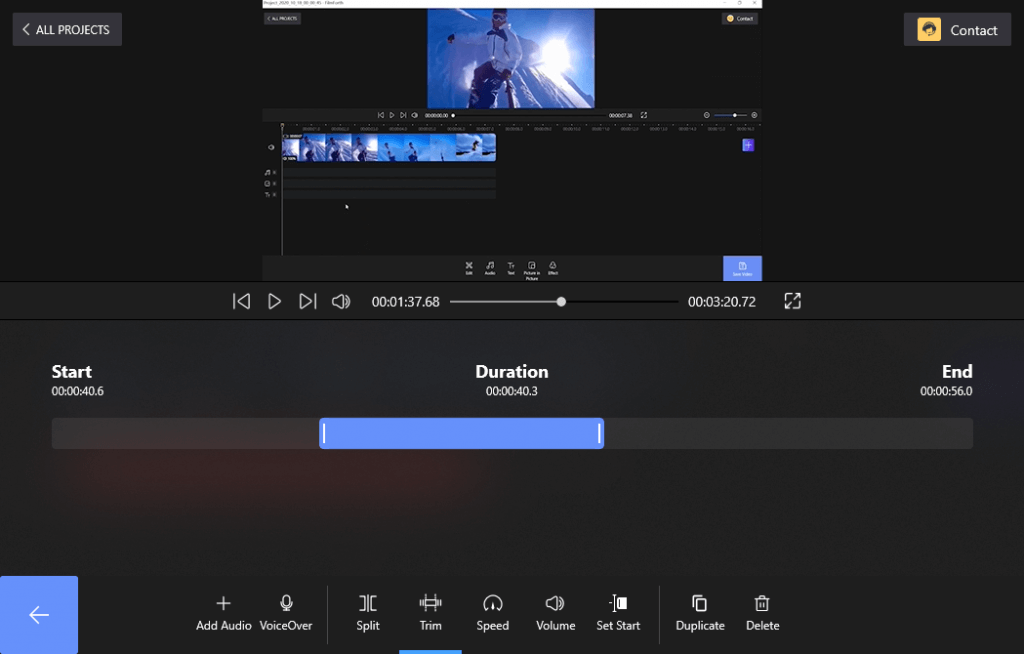 ALL PROJECTS
Contact
ALL PROJECTS
Contact
00:00:00.00
00:00:07.38
Edit
Audio
Text
Picture in
Picture
Effect
Save Video
00:01:37.68
00:03:20.72
Start
Duration
End
00:00:40.6
00:00:40.3
00:00:56.0
Add Audio
VoiceOver
Split
Trim
Speed
Volume
Set Start
Duplicate
Delete